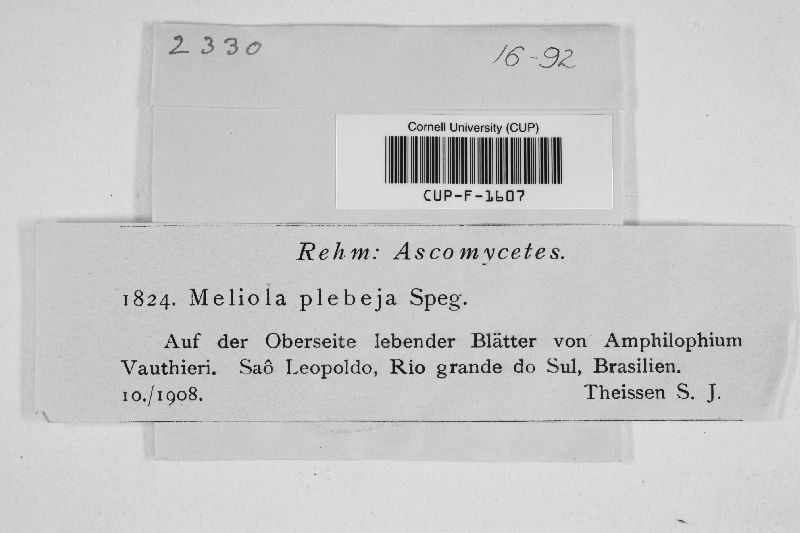 2330
16-92
Cornell University (CUP)
CUP-F-1607
Rehm: Ascomycetes.
1824. Meliola plebeja Speg.
Auf der Oberseite lebender Blätter von Amphilophium
Vauthieri. Saô Leopoldo, Rio grande do Sul, Brasilien.
10./1908. Theissen S. J.